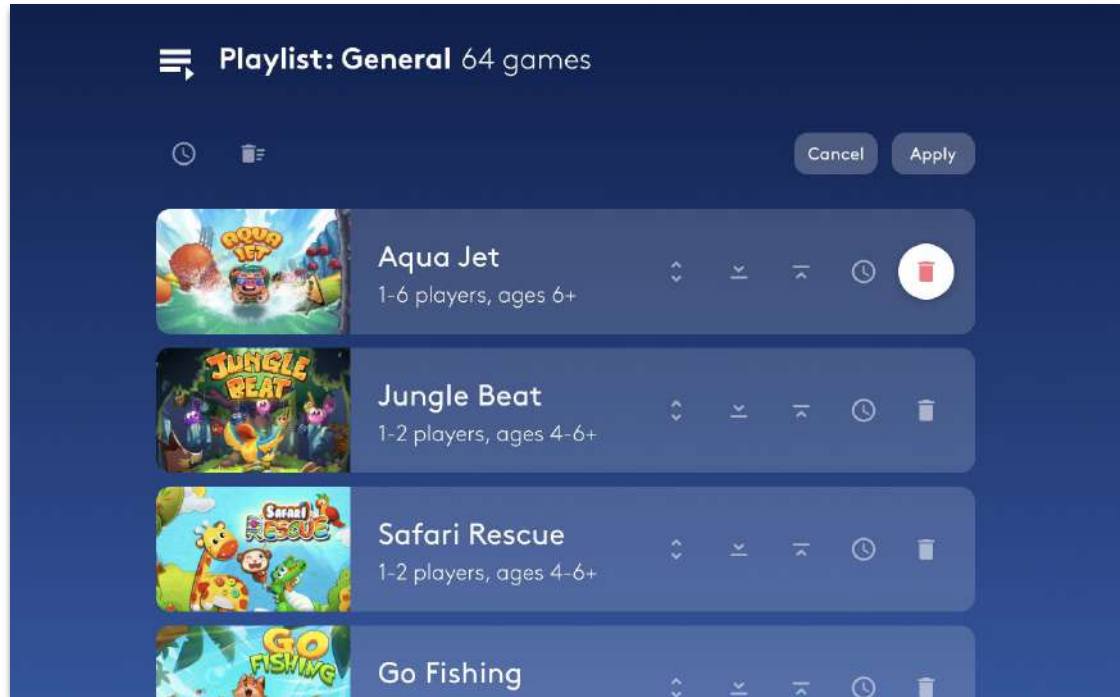 Playlist: General 64 games
Cancel Apply
AQUA
JET
Aqua Jet
1-6 players, ages 6+
JUNGLE
BEAT
Jungle Beat
1-2 players, ages 4-6+
SAFARI
RESCUE
Safari Rescue
1-2 players, ages 4-6+
GO
FISHING
Go Fishing